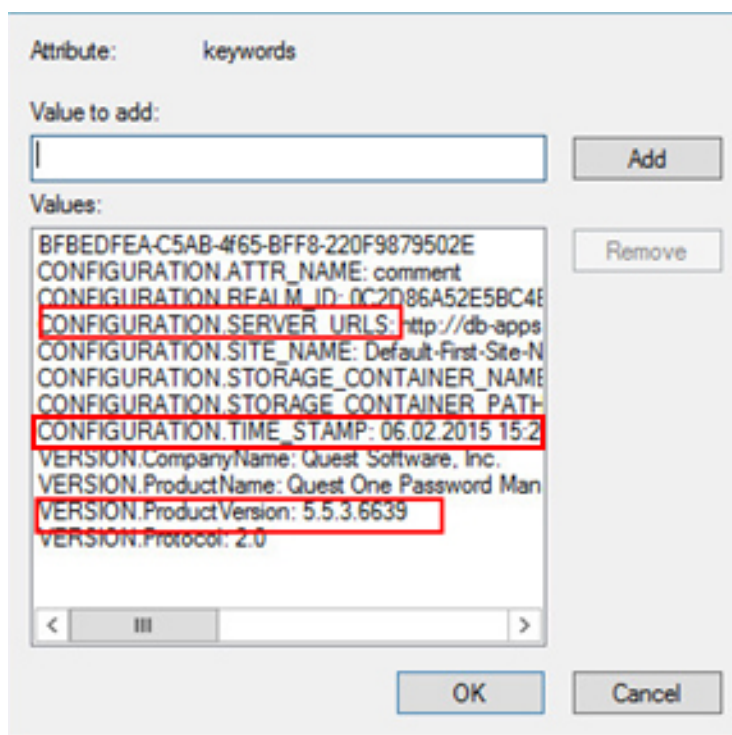 Attribute: keywords
Value to add:
Add
Values:
Remove
BFBEDFEA-C5AB-4f65-BFF8-220F9879502E
CONFIGURATION.ATTR_NAME: comment
CONFIGURATION.REALM_ID: 0C2D86A52E5BC4E
CONFIGURATION.SERVER_URLS: http://db-apps
CONFIGURATION.SITE_NAME: Default-First-Site-N
CONFIGURATION.STORAGE_CONTAINER_NAME
CONFIGURATION.STORAGE_CONTAINER_PATH
CONFIGURATION.TIME_STAMP: 06.02.2015 15:2
VERSION.CompanyName: Quest Software, Inc.
VERSION.ProductName: Quest One Password Man
VERSION.ProductVersion: 5.5.3.6639
VERSION.Protocol: 2.0
OK
Cancel